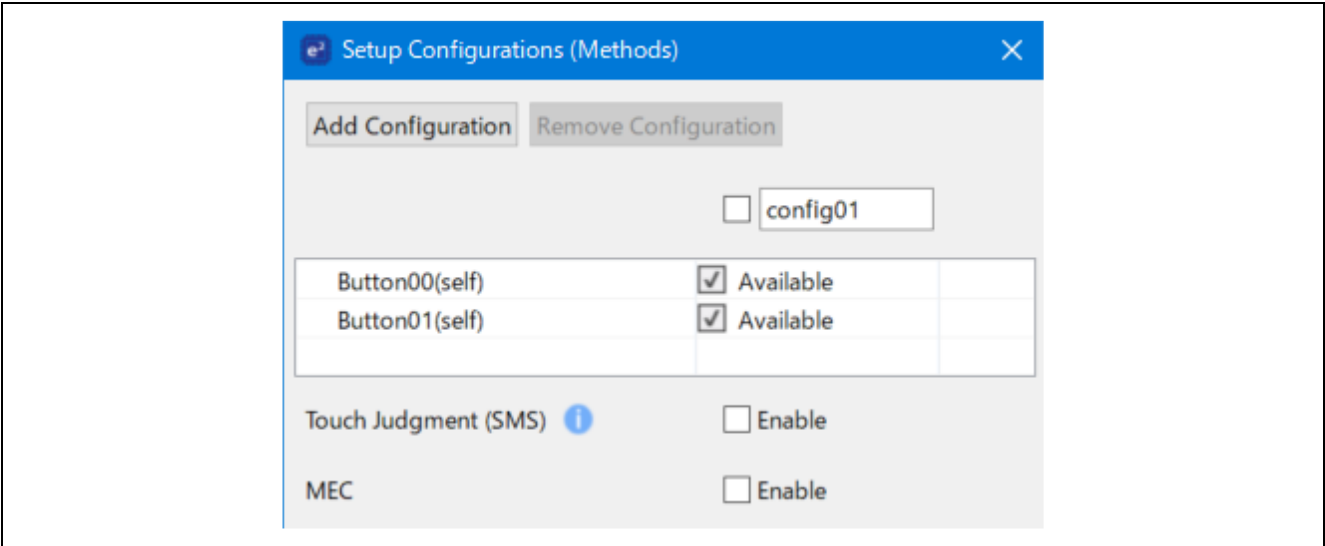 e² Setup Configurations (Methods)
Add Configuration Remove Configuration
config01
Button00(self) Available
Button01(self) Available
Touch Judgment (SMS) i Enable
MEC Enable